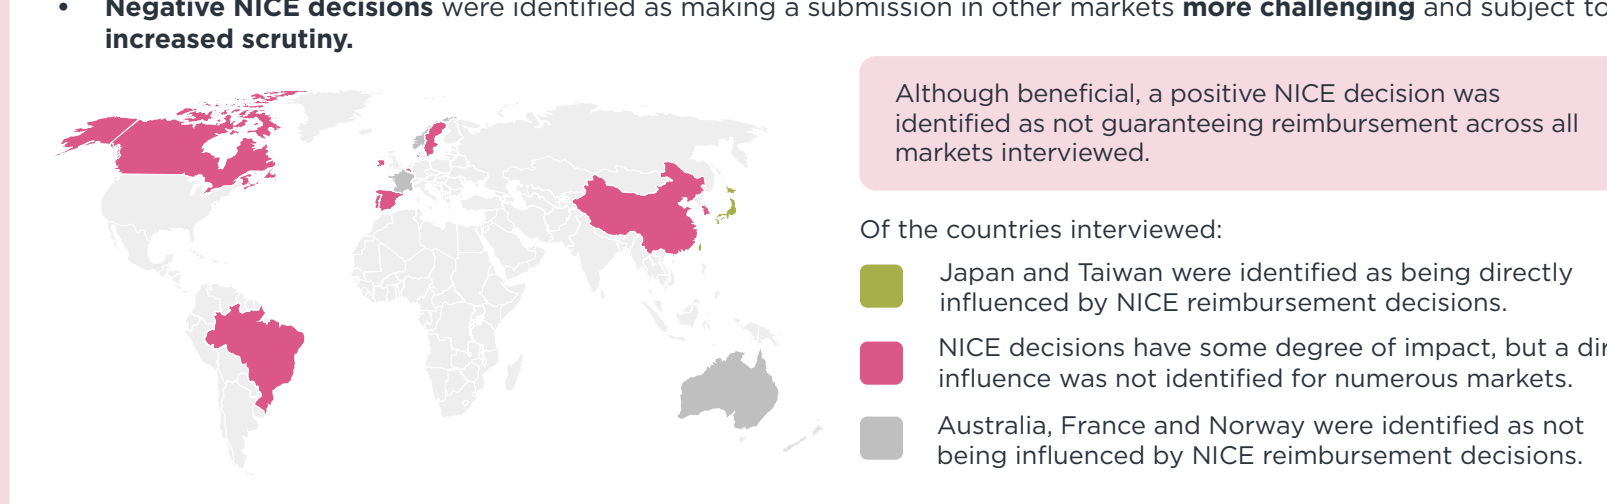 • Negative NICE decisions were identified as making a submission in other markets more challenging and subject to
increased scrutiny.
Although beneficial, a positive NICE decision was
identified as not guaranteeing reimbursement across all
markets interviewed.
Of the countries interviewed:
Japan and Taiwan were identified as being directly
influenced by NICE reimbursement decisions.
NICE decisions have some degree of impact, but a dir
influence was not identified for numerous markets.
Australia, France and Norway were identified as not
being influenced by NICE reimbursement decisions.